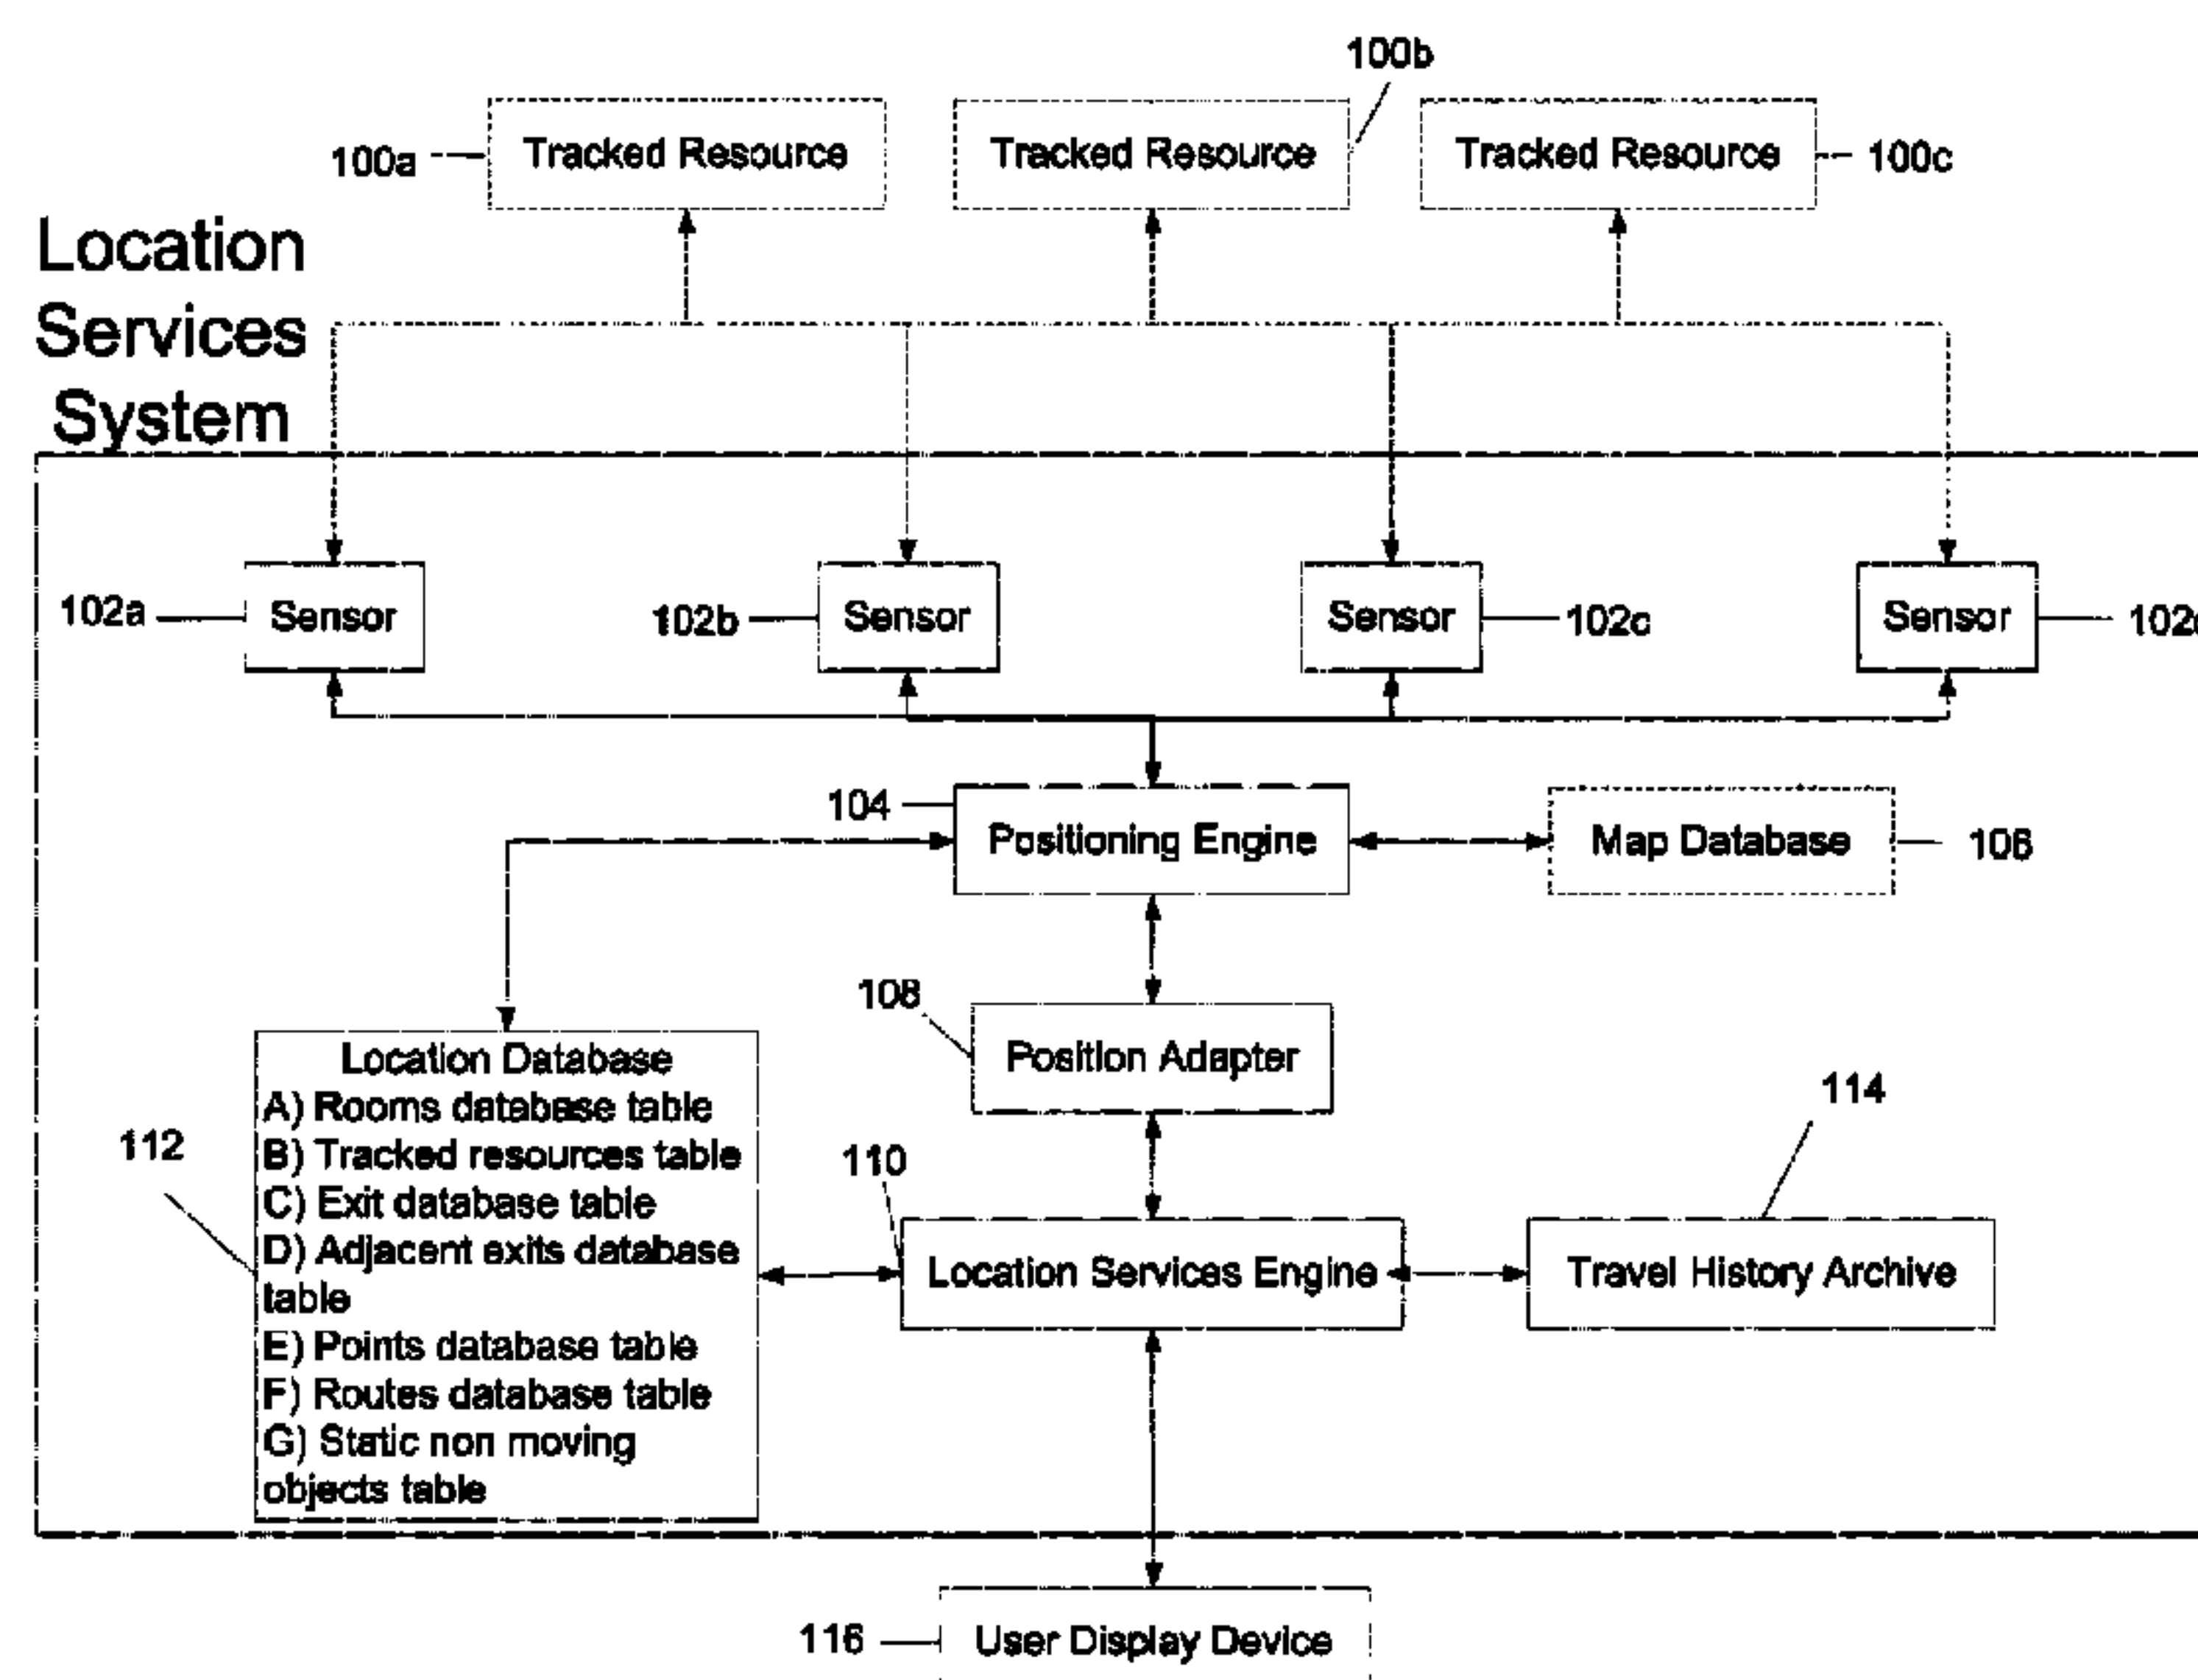 100b
100a
Tracked Resource
Tracked Resource
Tracked Resource
100c
Location
Services
System
102a
Sensor
102b
Sensor
Sensor
102c
Sensor
104
Positioning Engine
Map Database
106
108
Position Adapter
Location Database
A) Rooms database table
B) Tracked resources table
C) Exit database table
D) Adjacent exits database
table
E) Points database table
F) Routes database table
G) Static non moving
objects table
112
110
Location Services Engine
114
Travel History Archive
116
User Display Device